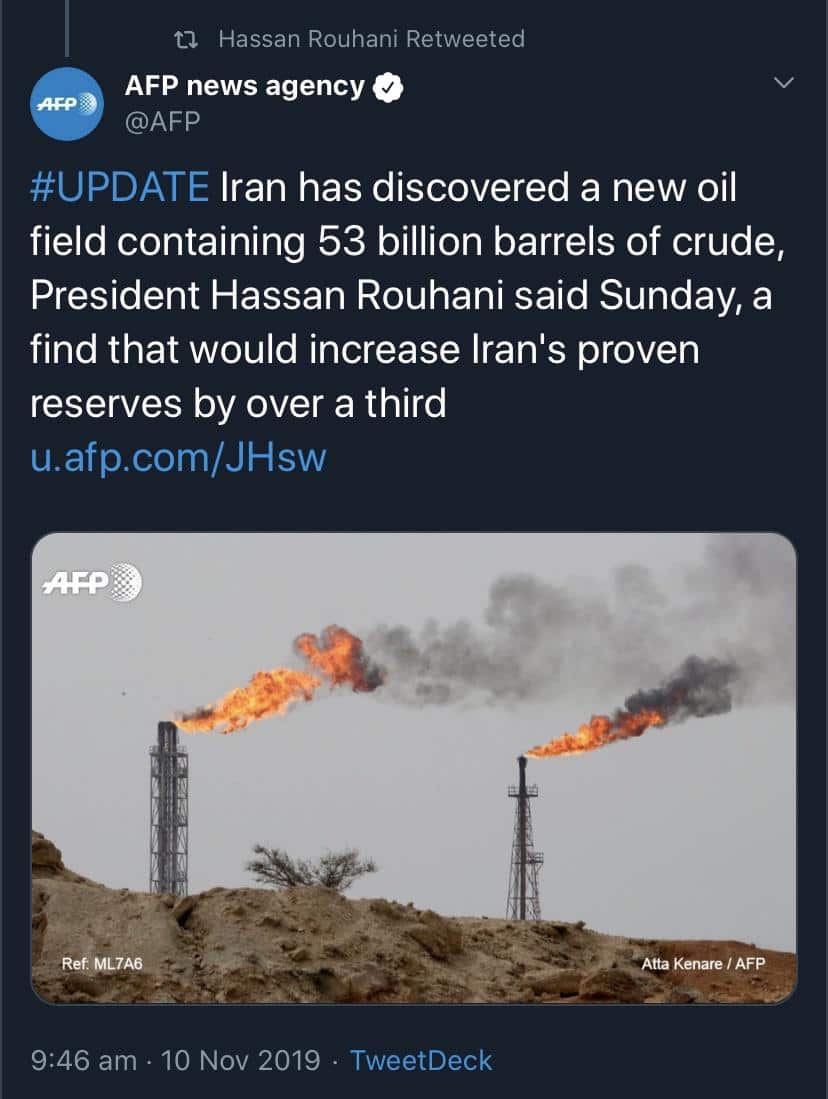 Hassan Rouhani Retweeted
AFP
AFP news agency
@AFP
#UPDATE Iran has discovered a new oil
field containing 53 billion barrels of crude,
President Hassan Rouhani said Sunday, a
find that would increase Iran's proven
reserves by over a third
u.afp.com/JHsw
AFP
Ref: ML7A6
Atta Kenare / AFP
9:46 am · 10 Nov 2019 · TweetDeck